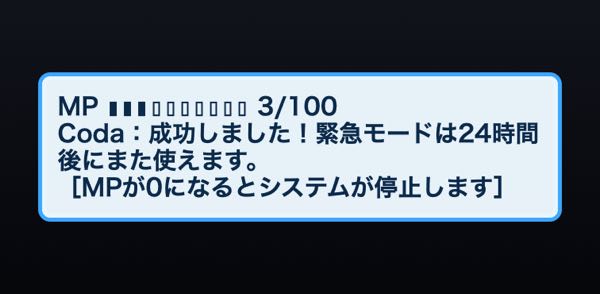 MP ▮▮▮▯▯▯▯▯▯▯ 3/100
Coda：成功しました！緊急モードは24時間
後にまた使えます。
［MPが0になるとシステムが停止します］